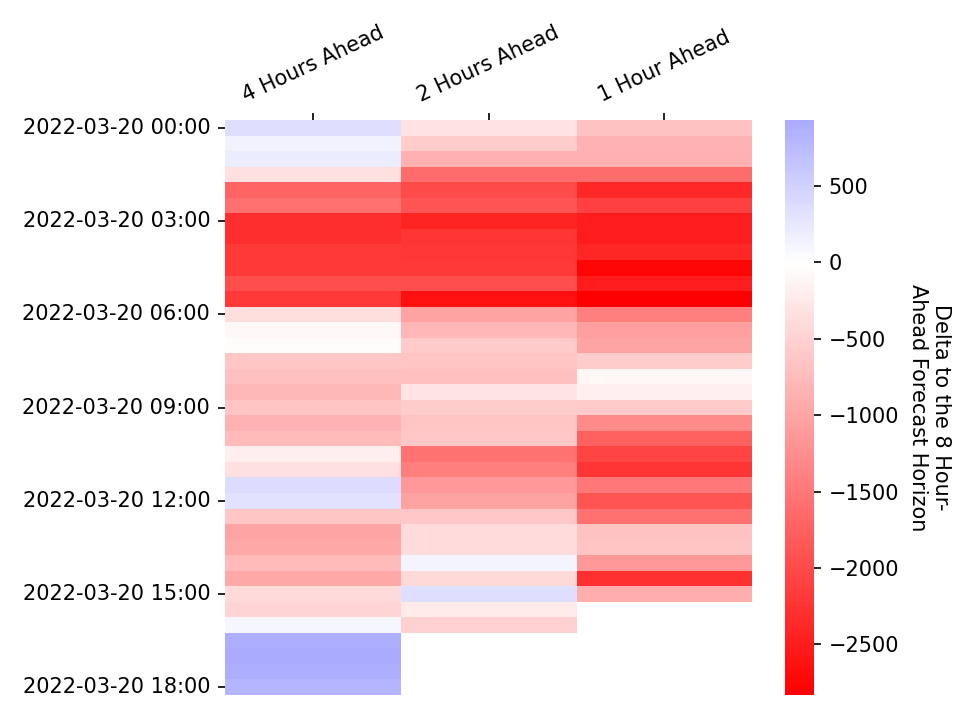 4 Hours Ahead
2 Hours Ahead
1 Hour Ahead
2022-03-20 00:00
2022-03-20 03:00
2022-03-20 06:00
2022-03-20 09:00
2022-03-20 12:00
2022-03-20 15:00
2022-03-20 18:00
500
0
−500
−1000
−1500
−2000
−2500
Delta to the 8 Hour-
Ahead Forecast Horizon